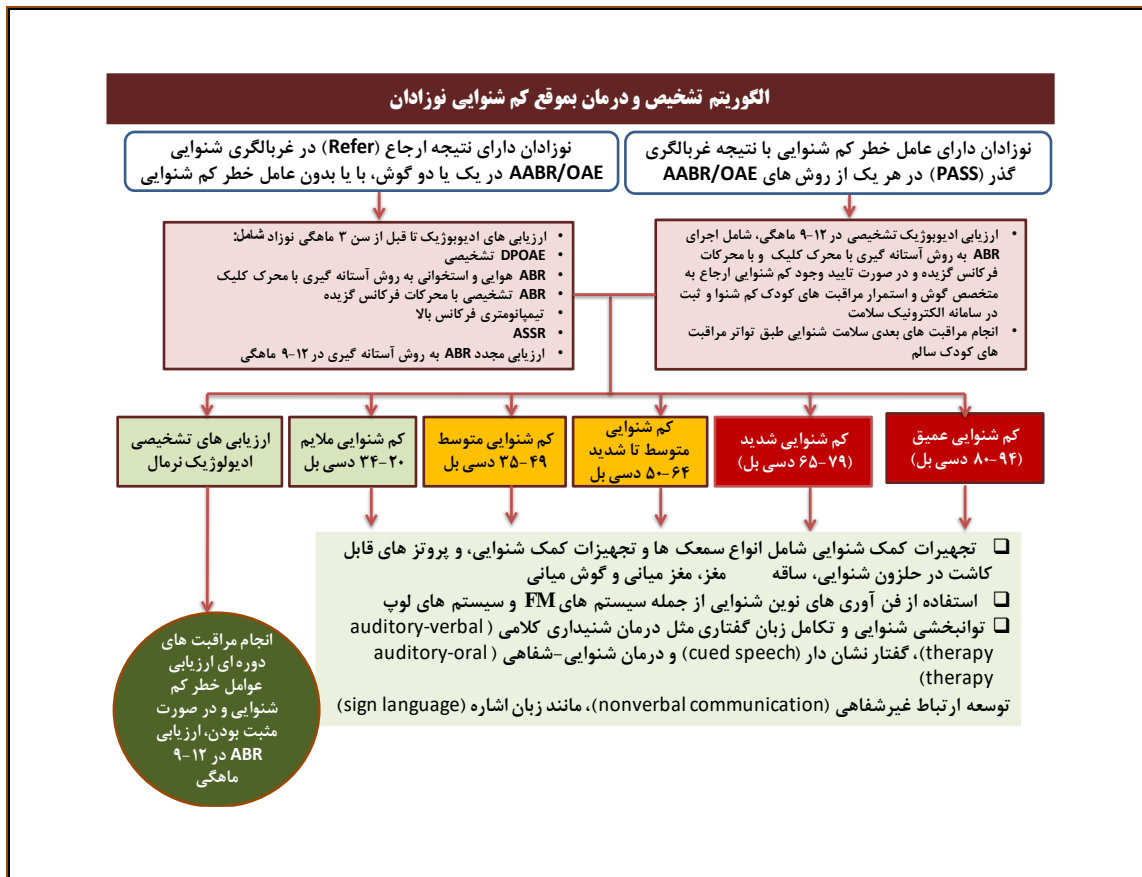 الگوریتم تشخیص و درمان بموقع کم شنوایی نوزادان
نوزادان دارای عامل خطر کم شنوایی با نتیجه غربالگری
گذر (PASS) در هر یک از روش های AABR/OAE
نوزادان دارای نتیجه ارجاع (Refer) در غربالگری شنوایی
AABR/OAE در یک یا دو گوش، با یا بدون عامل خطر کم شنوایی
• ارزیابی ادیوبوژیک تشخیصی در ۱۲-۹ ماهگی، شامل اجرای
ABR به روش آستانه گیری با محرک کلیک و با محرکات
فرکانس گزیده و در صورت تایید وجود کم شنوایی ارجاع به
متخصص گوش و استمرار مراقبت های کودک کم شنوا و ثبت
در سامانه الکترونیک سلامت
• انجام مراقبت های بعدی سلامت شنوایی طبق تواتر مراقبت
های کودک سالم
• ارزیابی های ادیوبوژیک تا قبل از سن ۳ ماهگی نوزاد شامل:
• DPOAE تشخیصی
• ABR هوایی و استخوانی به روش آستانه گیری با محرک کلیک
• ABR تشخیصی با محرکات فرکانس گزیده
• تیمپانومتری فرکانس بالا
• ASSR
• ارزیابی مجدد ABR به روش آستانه گیری در ۱۲-۹ ماهگی
کم شنوایی عمیق
(۹۴-۸۰ دسی بل)
کم شنوایی شدید
(۷۹-۶۵ دسی بل)
کم شنوایی
متوسط تا شدید
۶۴-۵۰ دسی بل
کم شنوایی متوسط
۴۹-۳۵ دسی بل
کم شنوایی ملایم
۲۰-۳۴ دسی بل
ارزیابی های تشخیصی
ادیولوژیک نرمال
❑ تجهیرات کمک شنوایی شامل انواع سمعک ها و تجهیزات کمک شنوایی، و پروتز های قابل
کاشت در حلزون شنوایی، ساقه مغز، مغز میانی و گوش میانی
❑ استفاده از فن آوری های نوین شنوایی از جمله سیستم های FM و سیستم های لوپ
❑ توانبخشی شنوایی و تکامل زبان گفتاری مثل درمان شنیداری کلامی (auditory-verbal
therapy)، گفتار نشان دار (cued speech) و درمان شنوایی-شفاهی (auditory-oral
therapy)
توسعه ارتباط غیرشفاهی (nonverbal communication)، مانند زبان اشاره (sign language)
انجام مراقبت های
دوره ای ارزیابی
عوامل خطر کم
شنوایی و در صورت
مثبت بودن، ارزیابی
ABR در ۱۲-۹
ماهگی